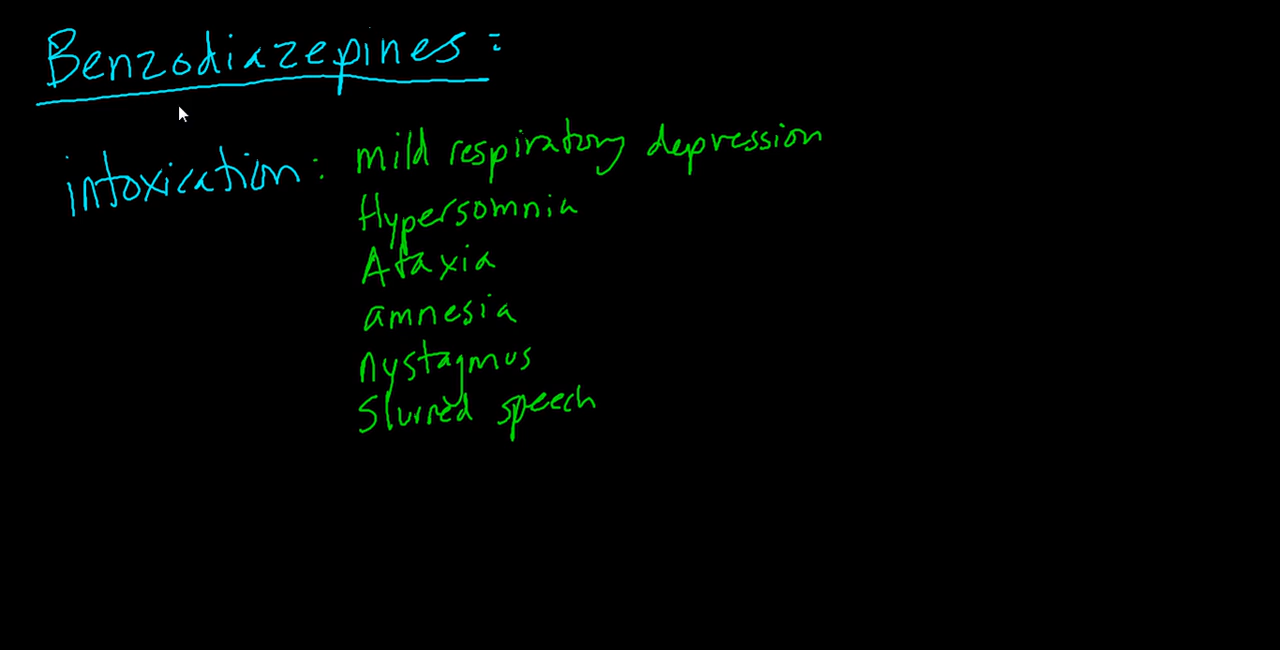 Benzodiazepines:
intoxication: mild respiratory depression
Hypersomnia
Ataxia
amnesia
nystagmus
Slurred speech